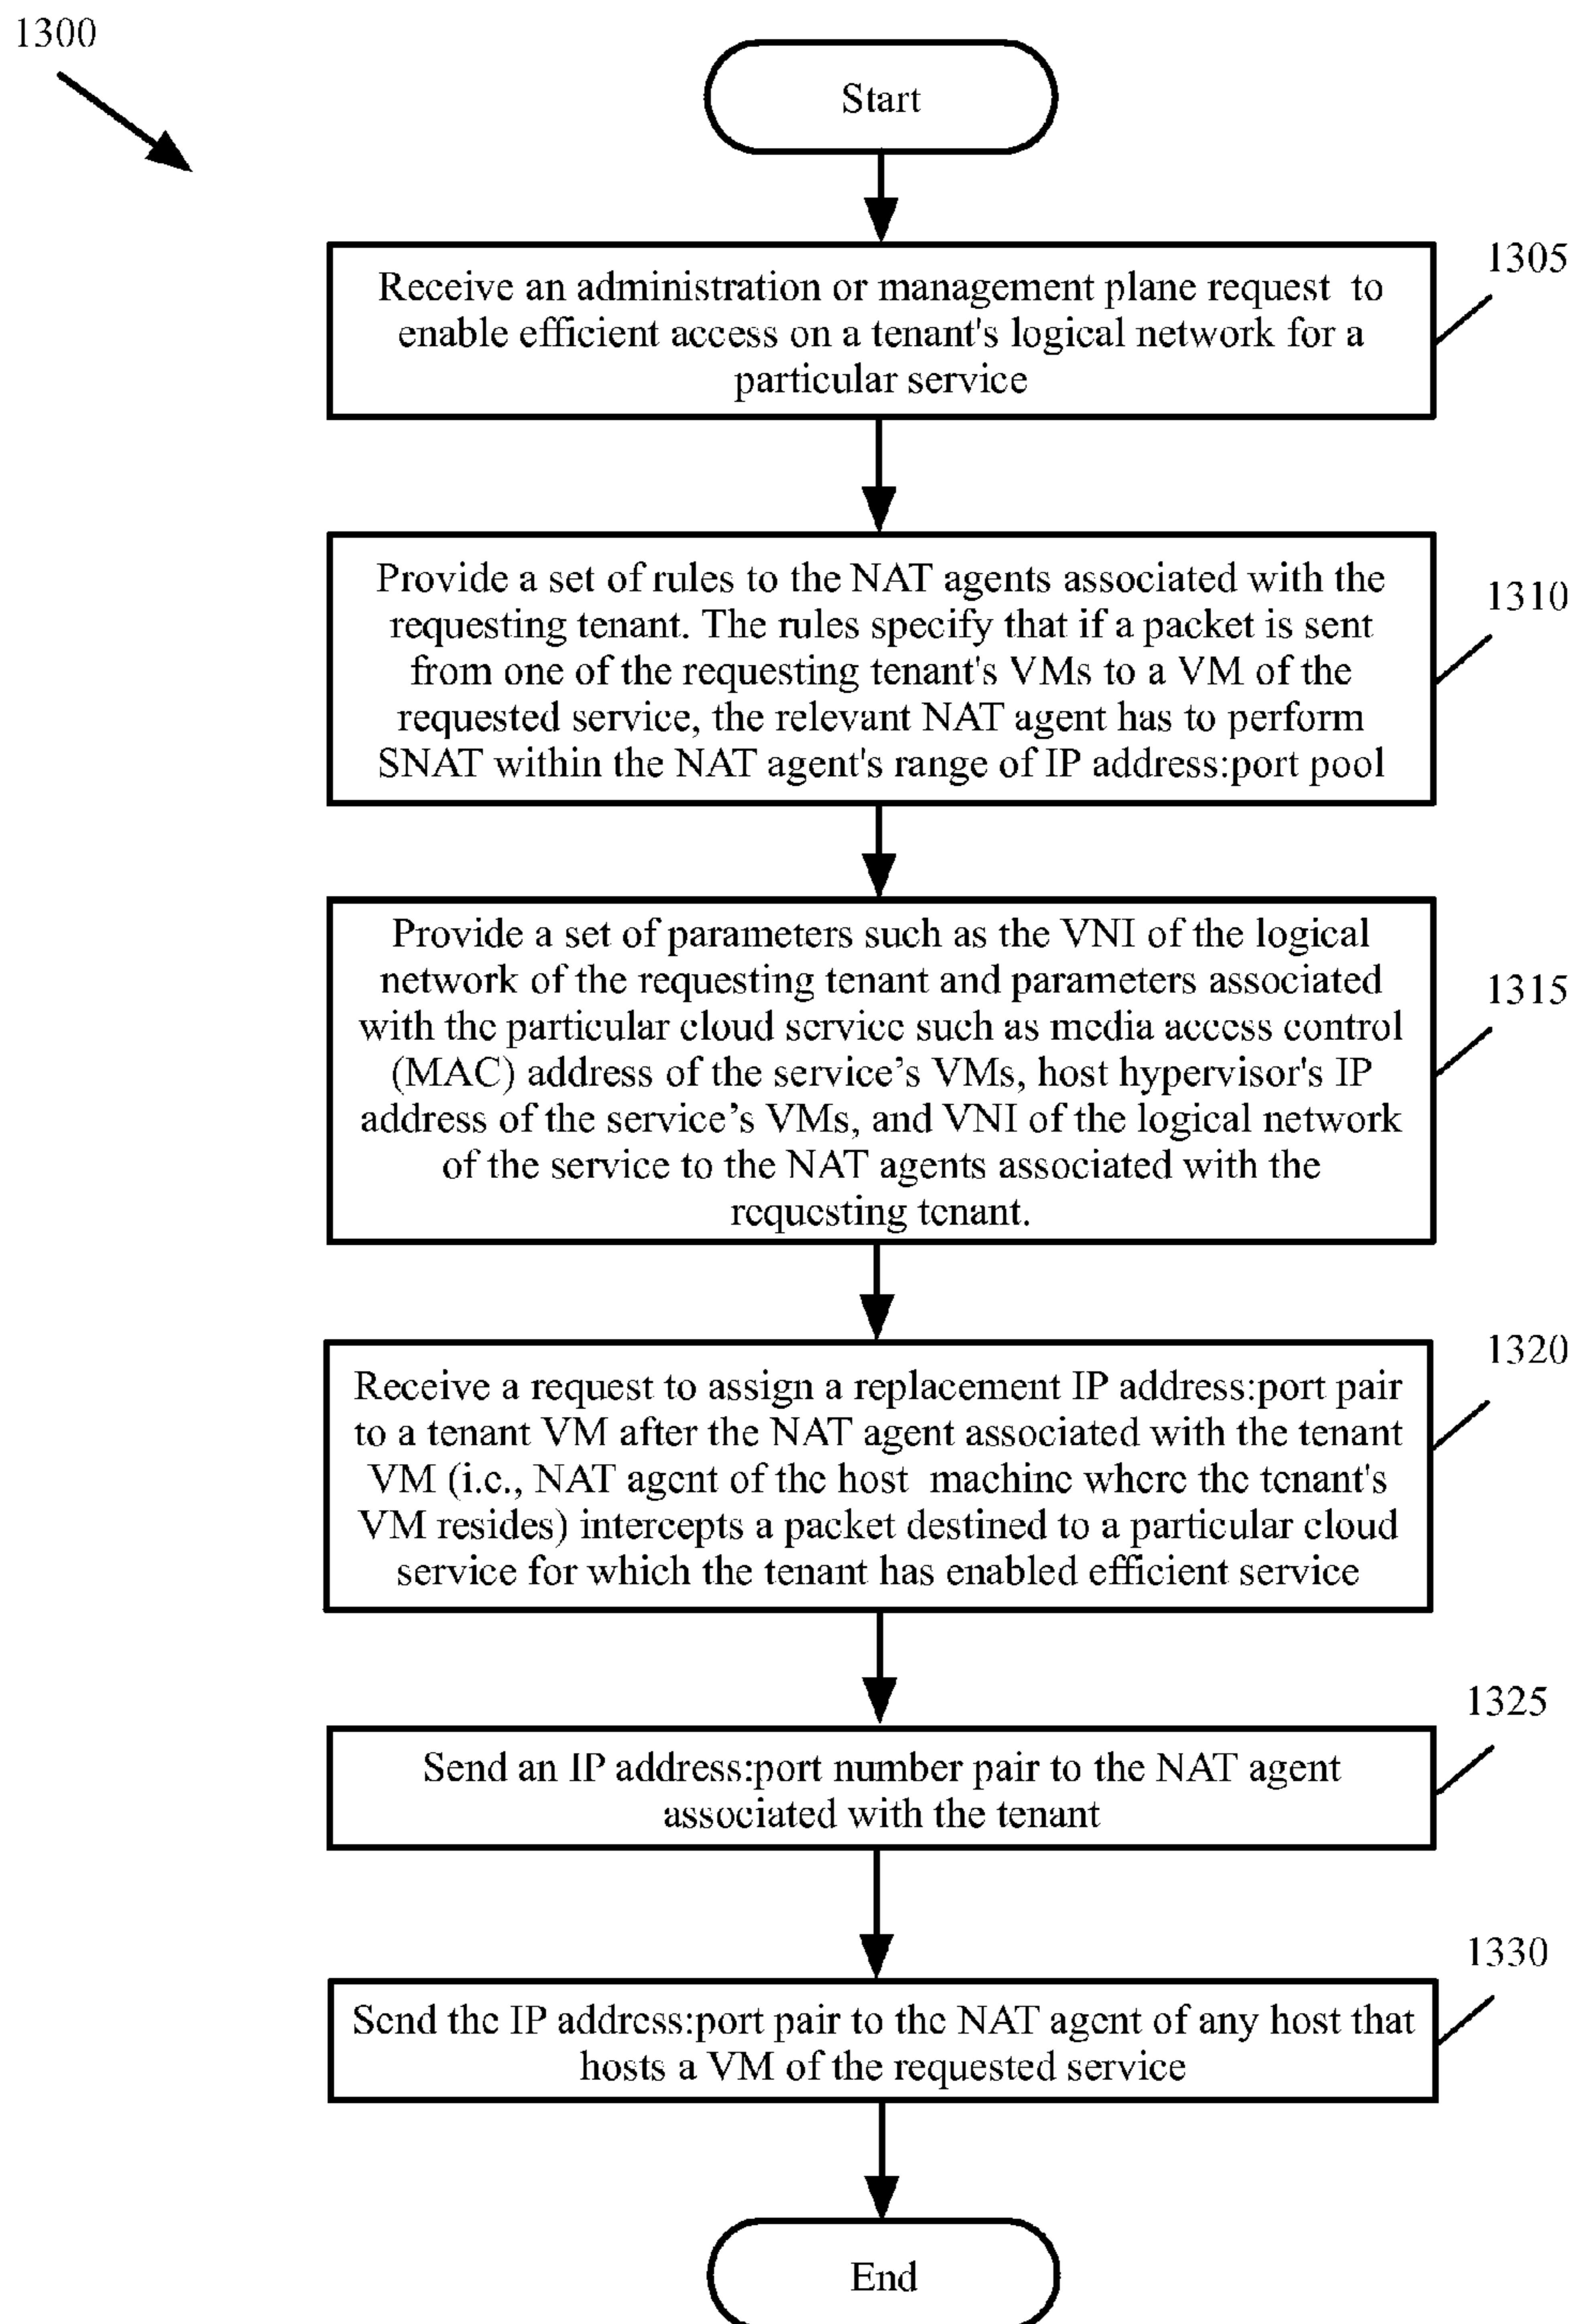 1300
Start
1305
Receive an administration or management plane request to
enable efficient access on a tenant's logical network for a
particular service
1310
Provide a set of rules to the NAT agents associated with the
requesting tenant. The rules specify that if a packet is sent
from one of the requesting tenant's VMs to a VM of the
requested service, the relevant NAT agent has to perform
SNAT within the NAT agent's range of IP address:port pool
1315
Provide a set of parameters such as the VNI of the logical
network of the requesting tenant and parameters associated
with the particular cloud service such as media access control
(MAC) address of the service’s VMs, host hypervisor's IP
address of the service’s VMs, and VNI of the logical network
of the service to the NAT agents associated with the
requesting tenant.
1320
Receive a request to assign a replacement IP address:port pair
to a tenant VM after the NAT agent associated with the tenant
VM (i.e., NAT agent of the host machine where the tenant's
VM resides) intercepts a packet destined to a particular cloud
service for which the tenant has enabled efficient service
1325
Send an IP address:port number pair to the NAT agent
associated with the tenant
1330
Send the IP address:port pair to the NAT agent of any host that
hosts a VM of the requested service
End